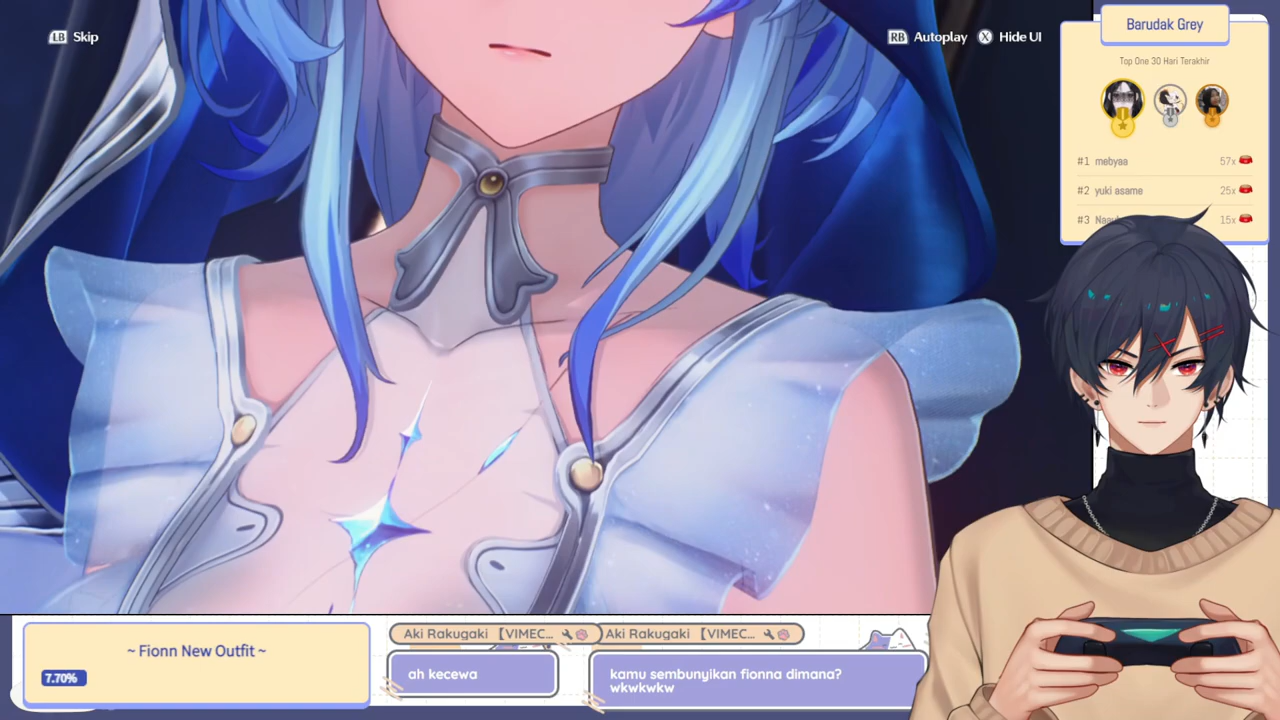 LB Skip
RB Autoplay X Hide UI
Barudak Grey
Top One 30 Hari Terakhir
#1 mebyaa 57x
#2 yuki asame 25x
#3 15x
~ Fionn New Outfit ~
7.70%
Aki Rakugaki 【VIMEC...
ah kecewa
Aki Rakugaki 【VIMEC...
kamu sembunyikan fionna dimana?
wkwkwkw